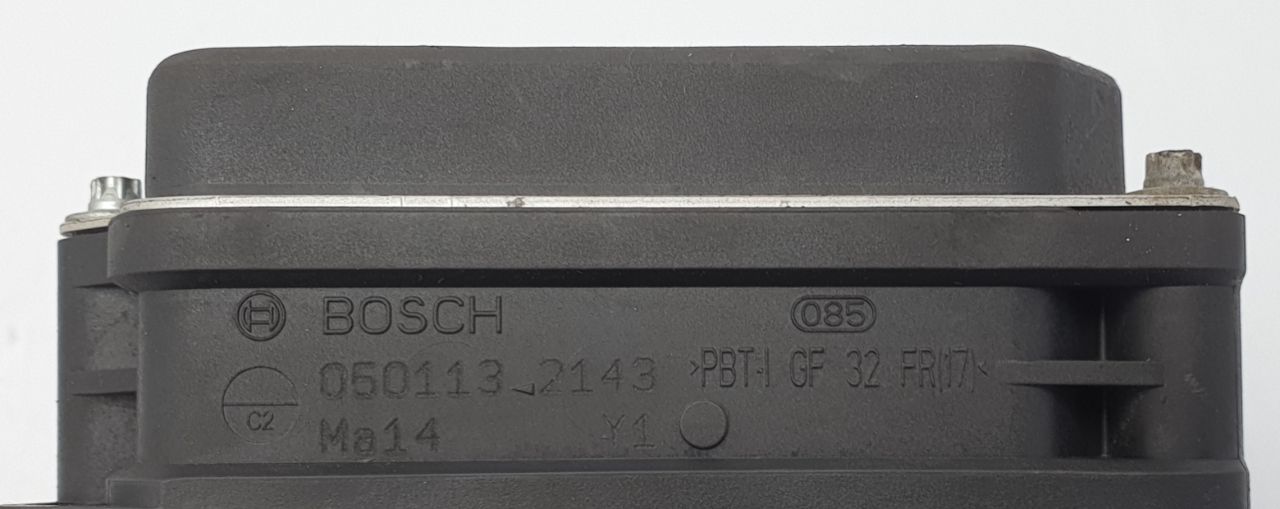 BOSCH
085
060113 2143
>PBT-I GF 32 FR(17)<
C2
Ma14
Y1